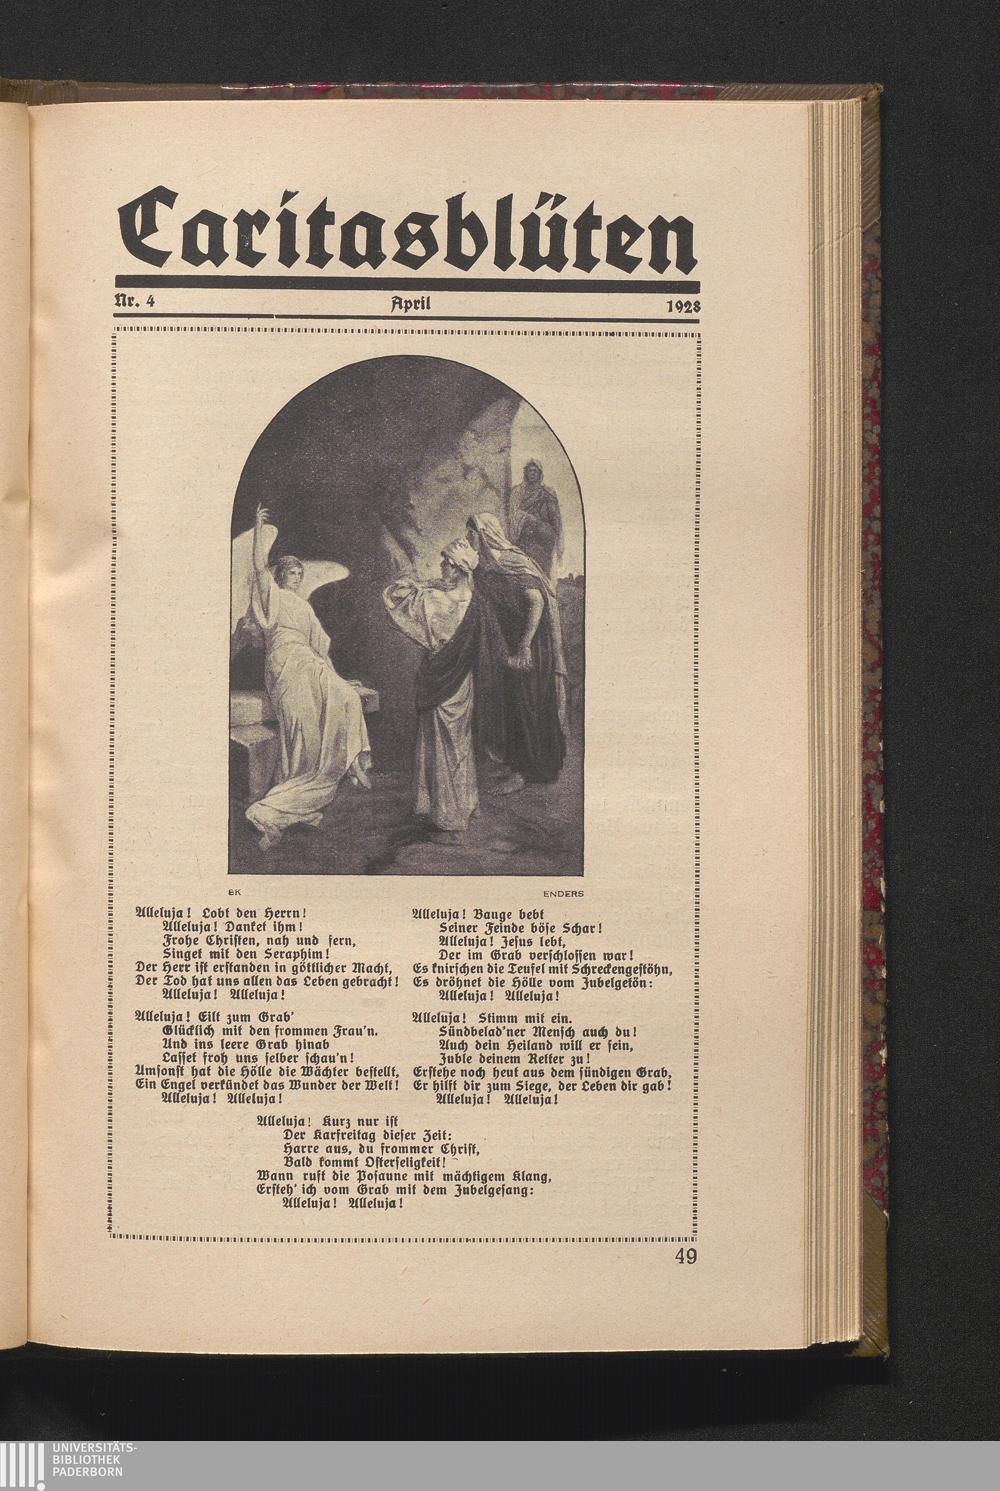 Caritasblüten
Nr. 4 April 1928
BK ENDERS
Alleluja! Lobt den Herrn!
Alleluja! Danket ihm!
Frohe Christen, nah und fern,
Singet mit den Seraphim!
Der Herr ist erstanden in göttlicher Macht,
Der Tod hat uns allen das Leben gebracht!
Alleluja! Alleluja!
Alleluja! Eilt zum Grab'
Glücklich mit den frommen Frau'n.
Und ins leere Grab hinab
Lasset froh uns selber schau'n!
Umsonst hat die Hölle die Wächter bestellt,
Ein Engel verkündet das Wunder der Welt!
Alleluja! Alleluja!
Alleluja! Bange bebt
Seiner Feinde böse Schar!
Alleluja! Jesus lebt,
Der im Grab verschlossen war!
Es knirschen die Teufel mit Schreckengestöhn,
Es dröhnet die Hölle vom Jubelgetön:
Alleluja! Alleluja!
Alleluja! Stimm mit ein.
Sündbelad'ner Mensch auch du!
Auch dein Heiland will er sein,
Juble deinem Retter zu!
Erstehe noch heut aus dem sündigen Grab,
Er hilft dir zum Siege, der Leben dir gab!
Alleluja! Alleluja!
Alleluja! Kurz nur ist
Der Karfreitag dieser Zeit:
Harre aus, du frommer Christ,
Bald kommt Osterseligkeit!
Wann ruft die Posaune mit mächtigem Klang,
Ersteh' ich vom Grab mit dem Jubelgesang:
Alleluja! Alleluja!
49
UNIVERSITÄTS-
BIBLIOTHEK
PADERBORN